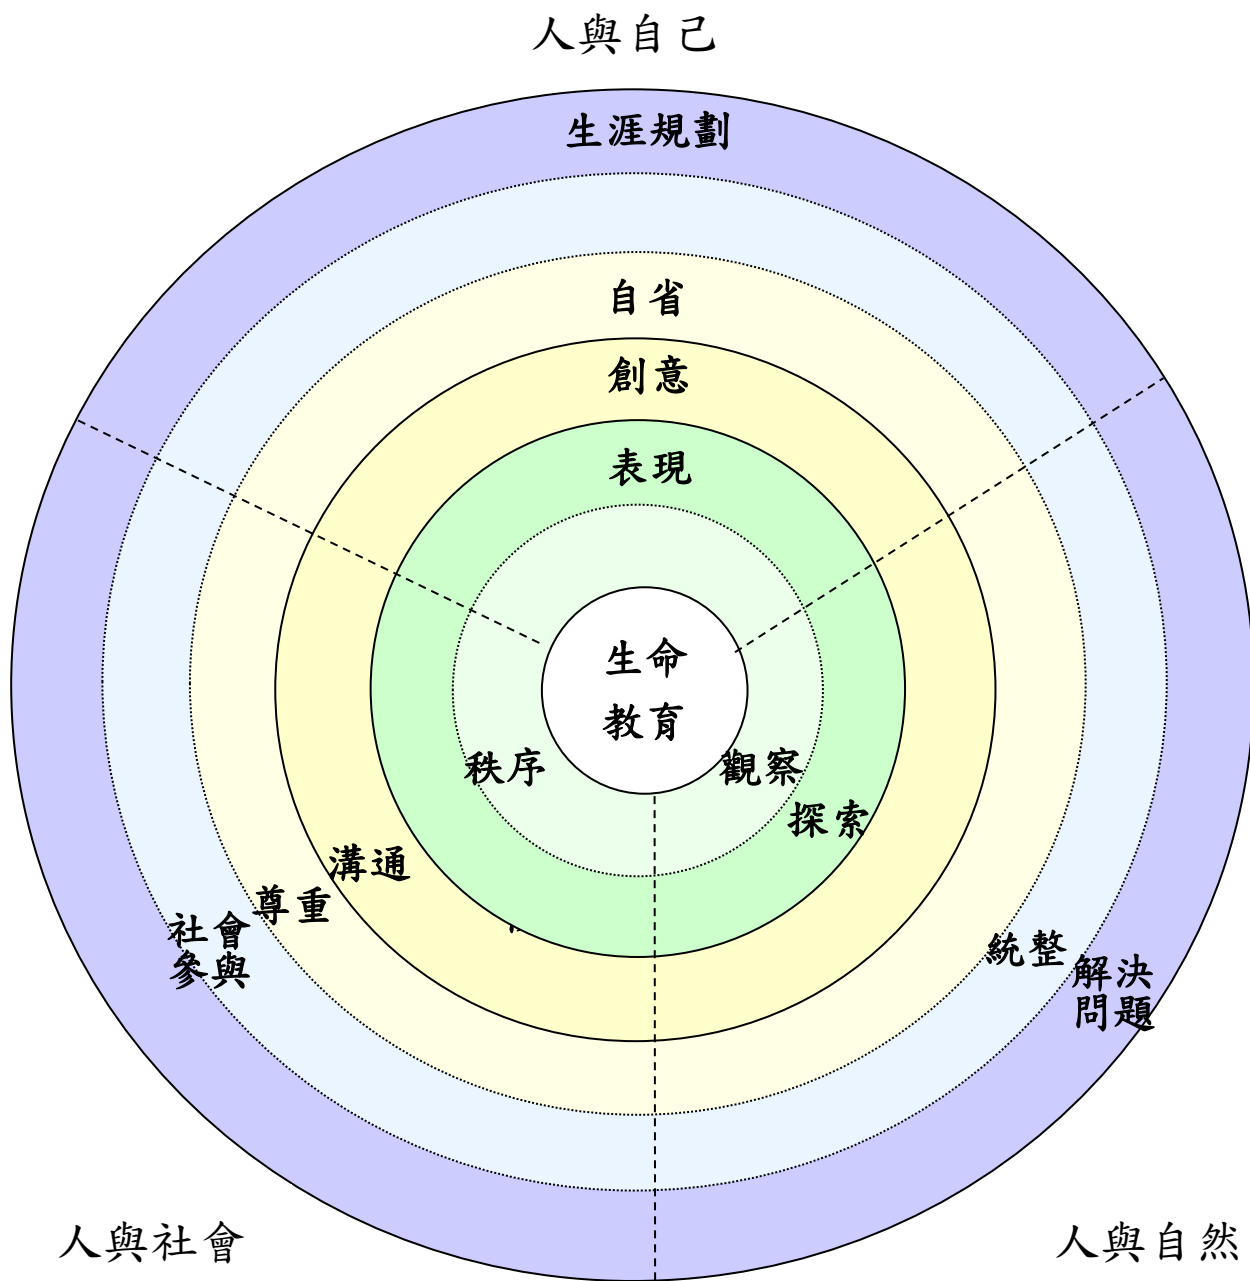 人與自己
生涯規劃
自省
創意
表現
生命
教育
秩序
觀察
探索
溝通
尊重
社會
參與
統整
解決
問題
人與社會
人與自然